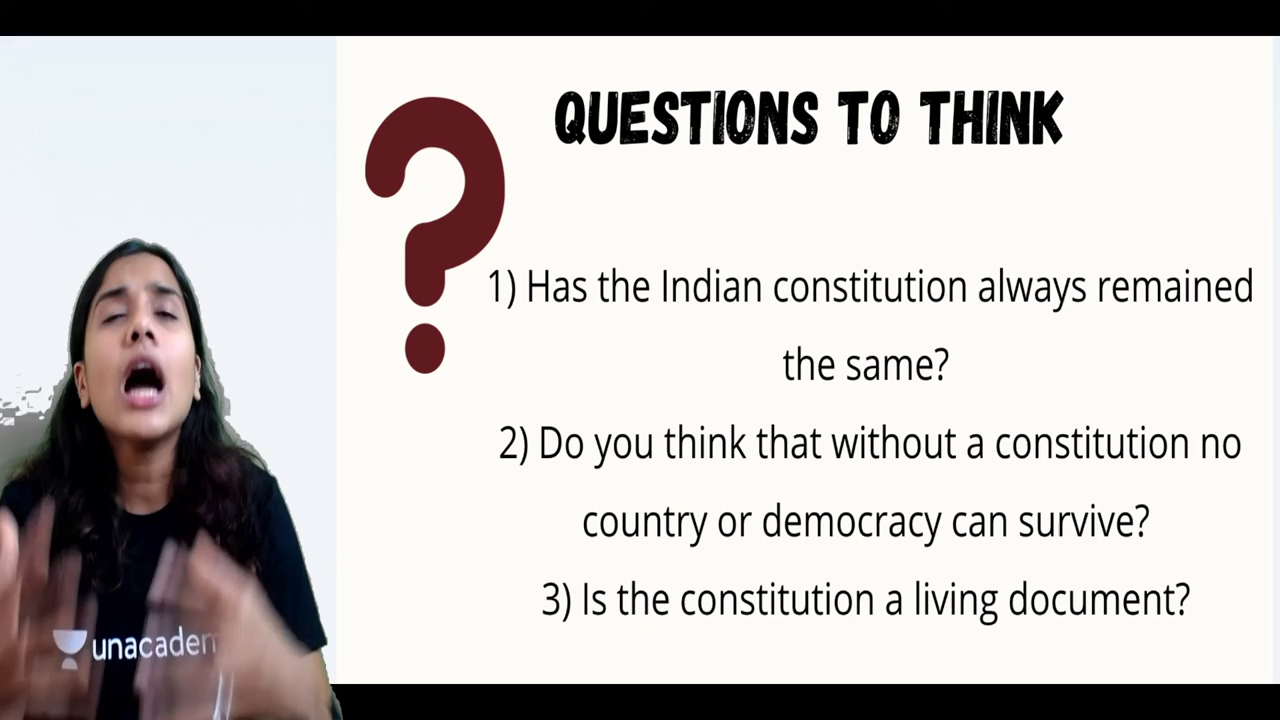 QUESTIONS TO THINK
1) Has the Indian constitution always remained
the same?
2) Do you think that without a constitution no
country or democracy can survive?
3) Is the constitution a living document?
unacadem